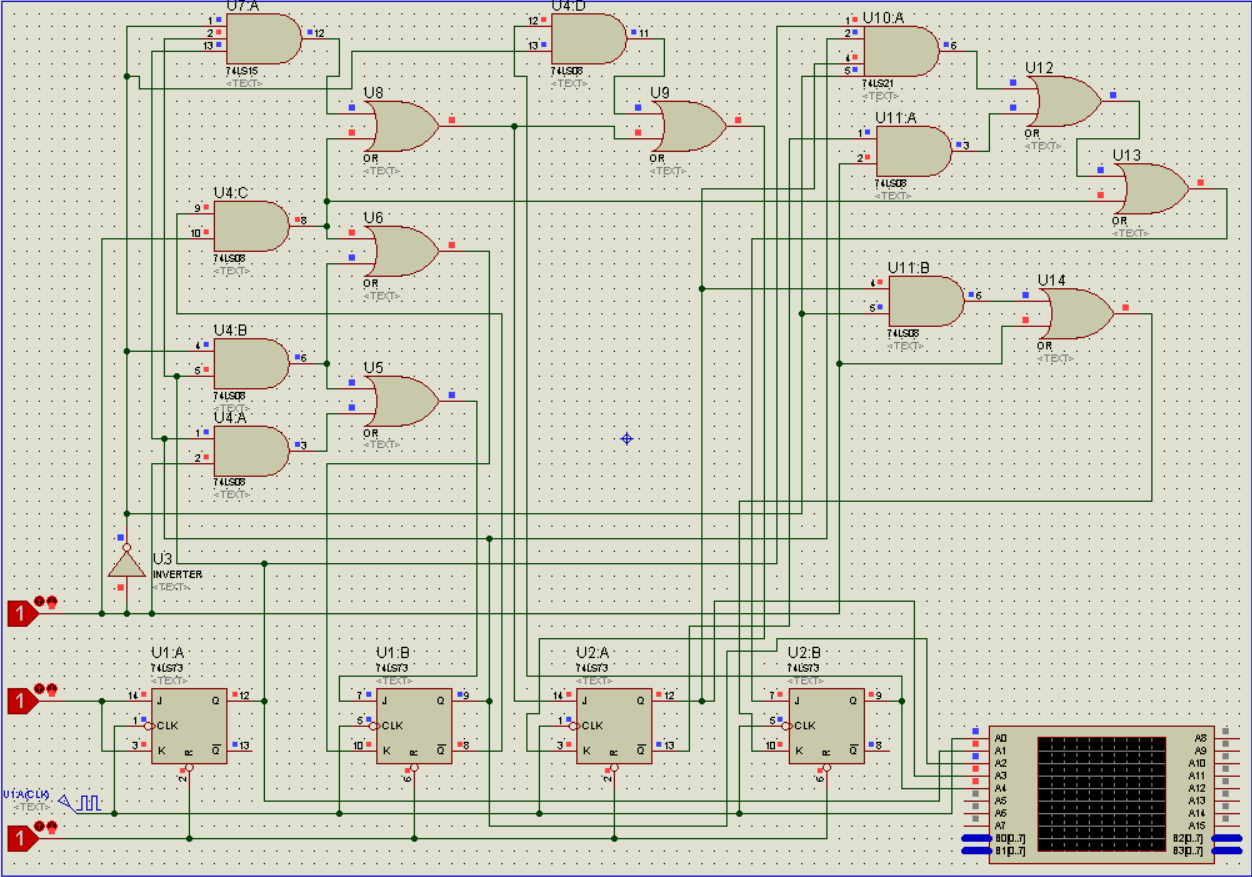 U7:A
1
2
13
12
74LS15
<TEXT>
U4:D
12
13
11
74LS08
<TEXT>
U10:A
1
2
4
5
6
74LS21
<TEXT>
U12
OR
<TEXT>
U8
OR
<TEXT>
U9
OR
<TEXT>
U11:A
1
2
3
74LS08
<TEXT>
U13
OR
<TEXT>
U4:C
9
10
8
74LS08
<TEXT>
U6
OR
<TEXT>
U11:B
4
5
6
74LS08
<TEXT>
U14
OR
<TEXT>
U4:B
4
5
6
74LS08
<TEXT>
U5
OR
<TEXT>
U4:A
1
2
3
74LS08
<TEXT>
U3
INVERTER
<TEXT>
1
U1:A
74LS73
<TEXT>
U1:B
74LS73
<TEXT>
U2:A
74LS73
<TEXT>
U2:B
74LS73
<TEXT>
1
14 J Q 12
1 CLK
3 K R Q 13
2
7 J Q 9
5 CLK
10 K R Q 8
6
14 J Q 12
1 CLK
3 K R Q 13
2
7 J Q 9
5 CLK
10 K R Q 8
6
U1:A(CLK)
<TEXT>
1
A0 A8
A1 A9
A2 A10
A3 A11
A4 A12
A5 A13
A6 A14
A7 A15
B0[0..7] B2[0..7]
B1[0..7] B3[0..7]